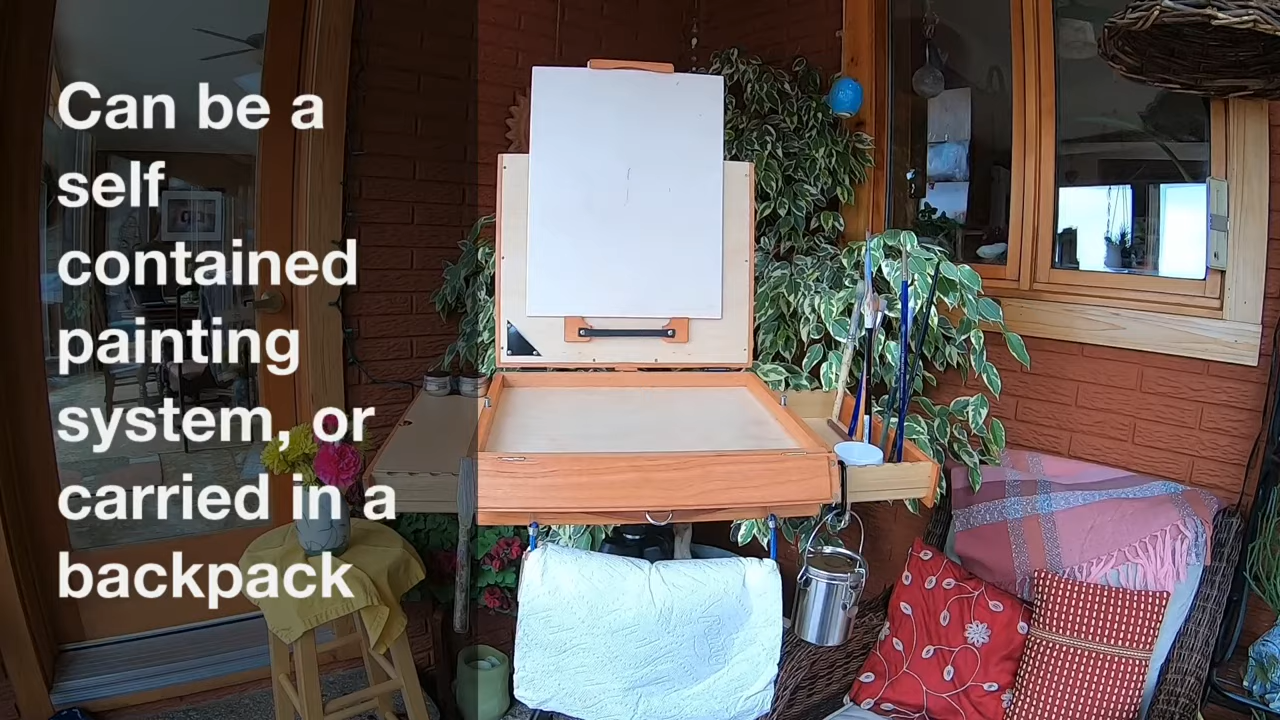 Can be a
self
contained
painting
system, or
carried in a
backpack